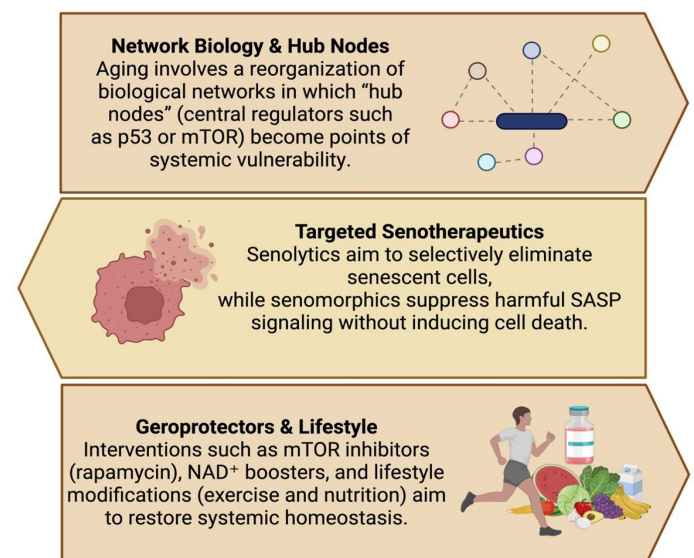 Network Biology & Hub Nodes
Aging involves a reorganization of
biological networks in which “hub
nodes” (central regulators such
as p53 or mTOR) become points of
systemic vulnerability.
Targeted Senotherapeutics
Senolytics aim to selectively eliminate
senescent cells,
while senomorphics suppress harmful SASP
signaling without inducing cell death.
Geroprotectors & Lifestyle
Interventions such as mTOR inhibitors
(rapamycin), NAD⁺ boosters, and lifestyle
modifications (exercise and nutrition) aim
to restore systemic homeostasis.